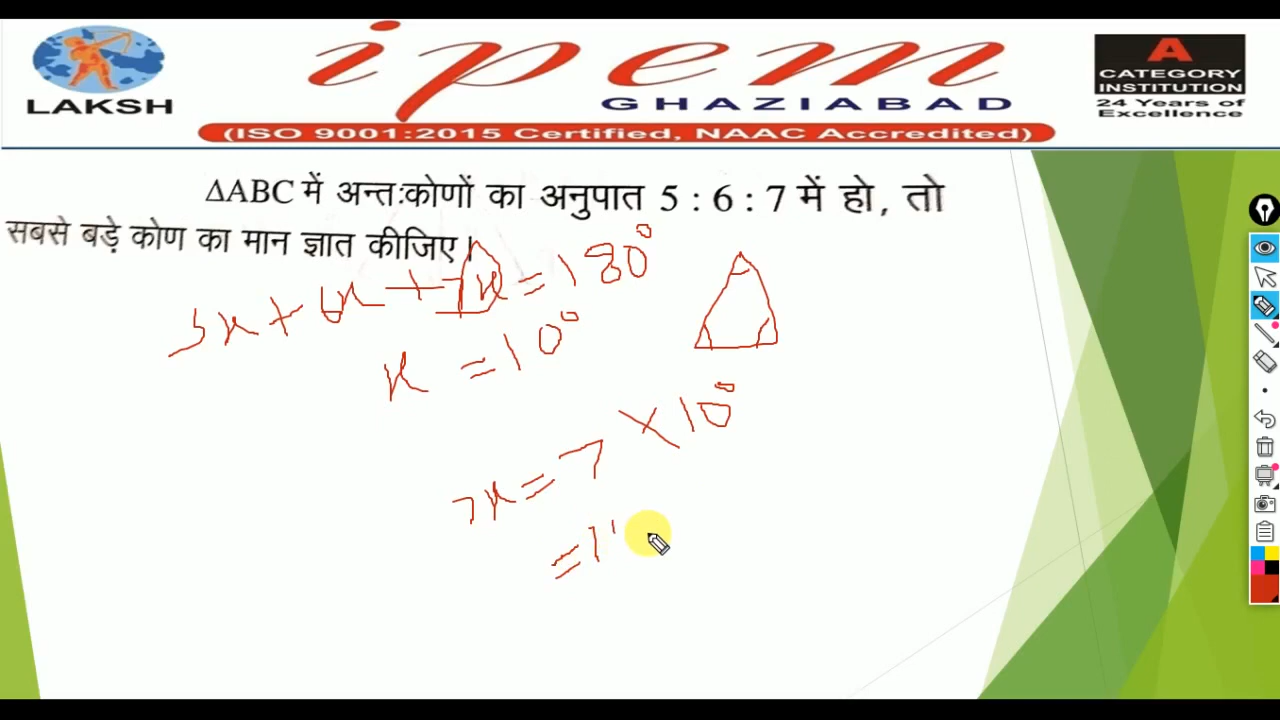 LAKSH
ipem
GHAZIABAD
(ISO 9001:2015 Certified, NAAC Accredited)
A
CATEGORY
INSTITUTION
24 Years of
Excellence
ΔABC में अन्तःकोणों का अनुपात 5 : 6 : 7 में हो, तो
सबसे बड़े कोण का मान ज्ञात कीजिए।
5x + 6x + 7x = 180°
x = 10°
7x = 7 × 10°
=